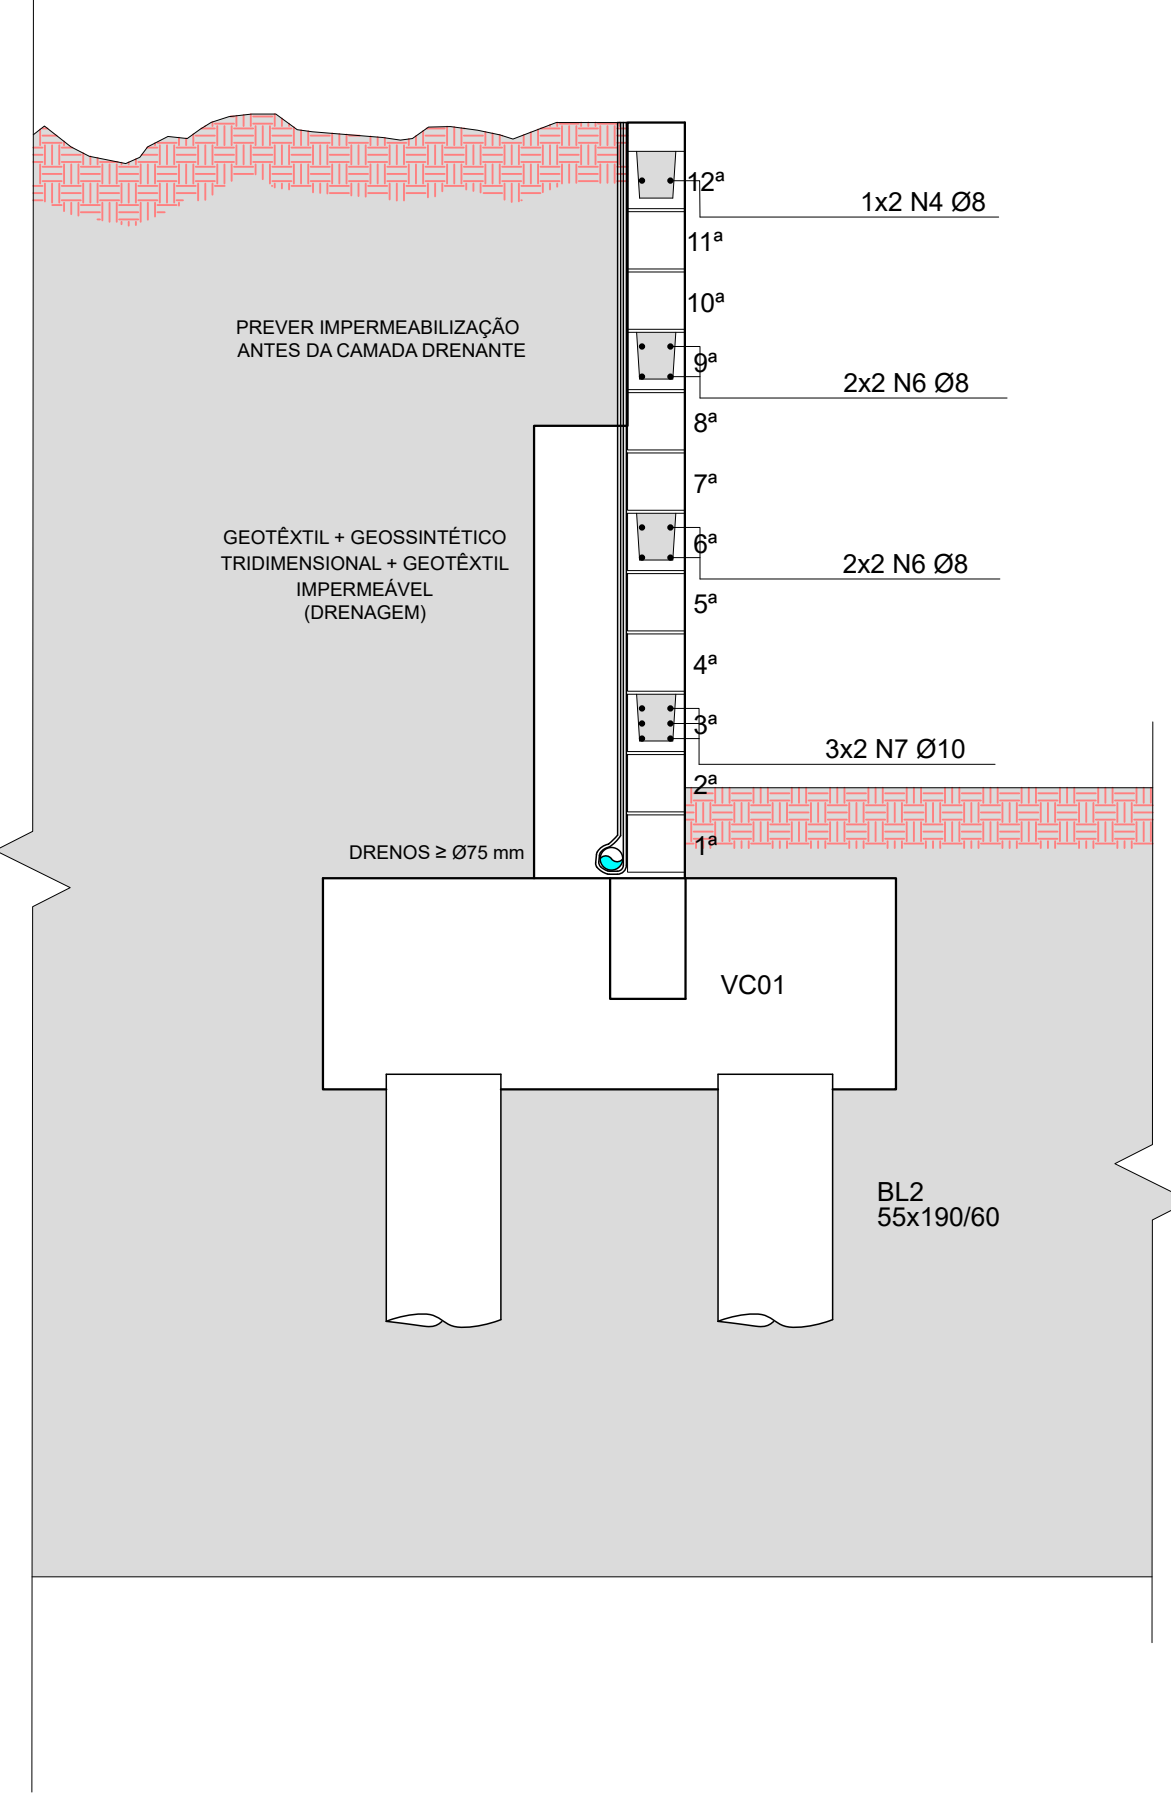 12ª
1x2 N4 Ø8
11ª
10ª
PREVER IMPERMEABILIZAÇÃO
ANTES DA CAMADA DRENANTE
9ª
2x2 N6 Ø8
8ª
7ª
GEOTÊXTIL + GEOSSINTÉTICO
TRIDIMENSIONAL + GEOTÊXTIL
IMPERMEÁVEL
(DRENAGEM)
6ª
2x2 N6 Ø8
5ª
4ª
3ª
3x2 N7 Ø10
2ª
1ª
DRENOS ≥ Ø75 mm
VC01
BL2
55x190/60